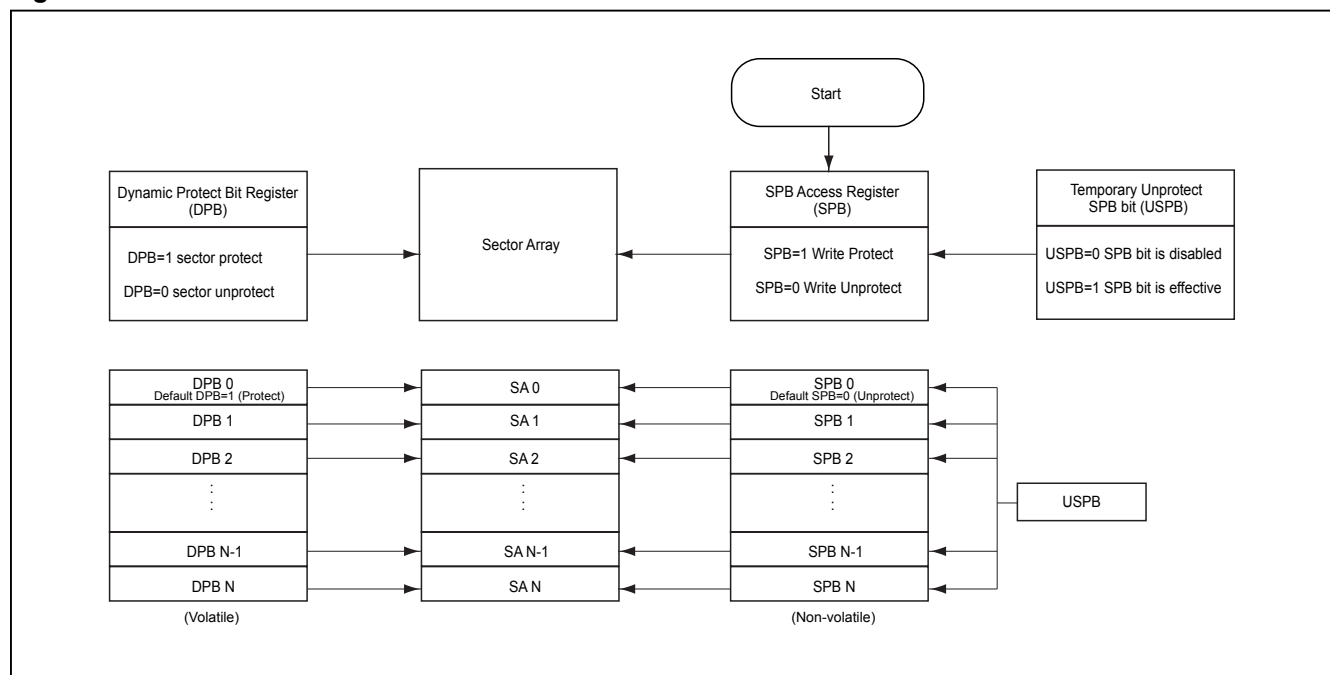 Start
Dynamic Protect Bit Register
(DPB)
DPB=1 sector protect
DPB=0 sector unprotect
Sector Array
SPB Access Register
(SPB)
SPB=1 Write Protect
SPB=0 Write Unprotect
Temporary Unprotect
SPB bit (USPB)
USPB=0 SPB bit is disabled
USPB=1 SPB bit is effective
DPB 0
Default DPB=1 (Protect)
DPB 1
DPB 2
DPB N-1
DPB N
(Volatile)
SA 0
SA 1
SA 2
SA N-1
SA N
SPB 0
Default SPB=0 (Unprotect)
SPB 1
SPB 2
SPB N-1
SPB N
(Non-volatile)
USPB